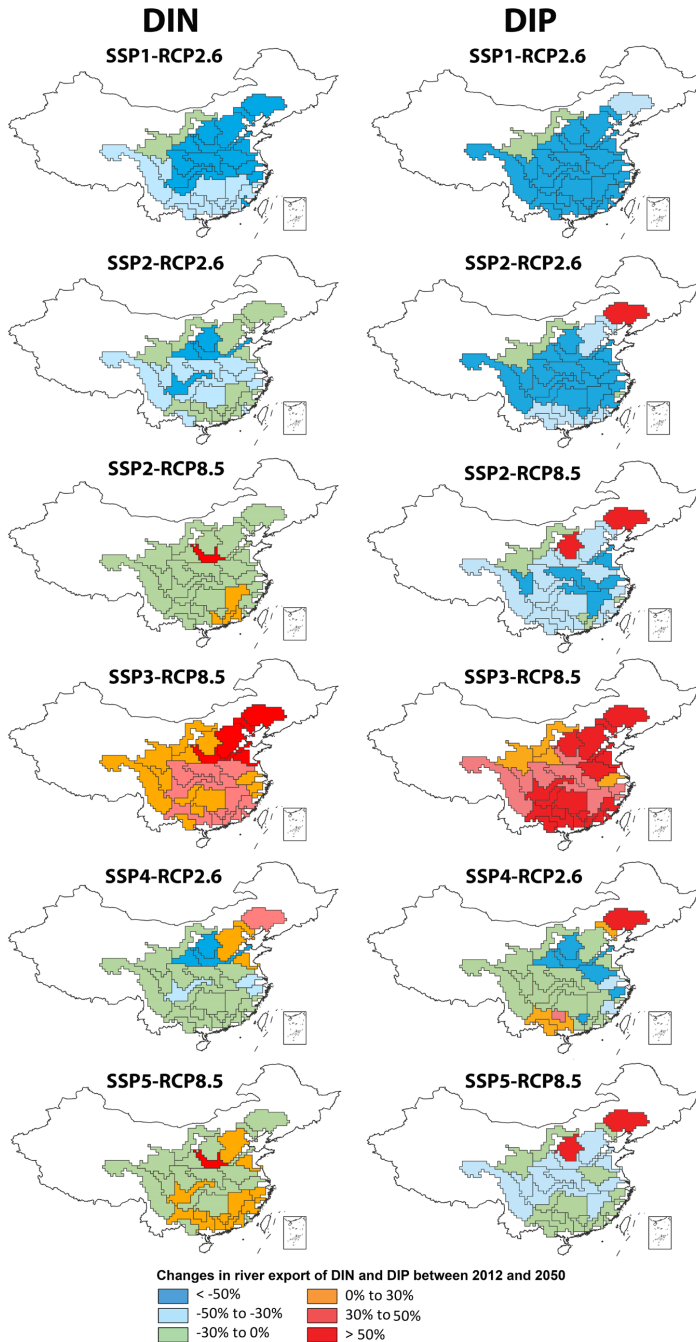 DIN DIP
SSP1-RCP2.6 SSP1-RCP2.6
SSP2-RCP2.6 SSP2-RCP2.6
SSP2-RCP8.5 SSP2-RCP8.5
SSP3-RCP8.5 SSP3-RCP8.5
SSP4-RCP2.6 SSP4-RCP2.6
SSP5-RCP8.5 SSP5-RCP8.5
Changes in river export of DIN and DIP between 2012 and 2050
< -50% 0% to 30%
-50% to -30% 30% to 50%
-30% to 0% > 50%